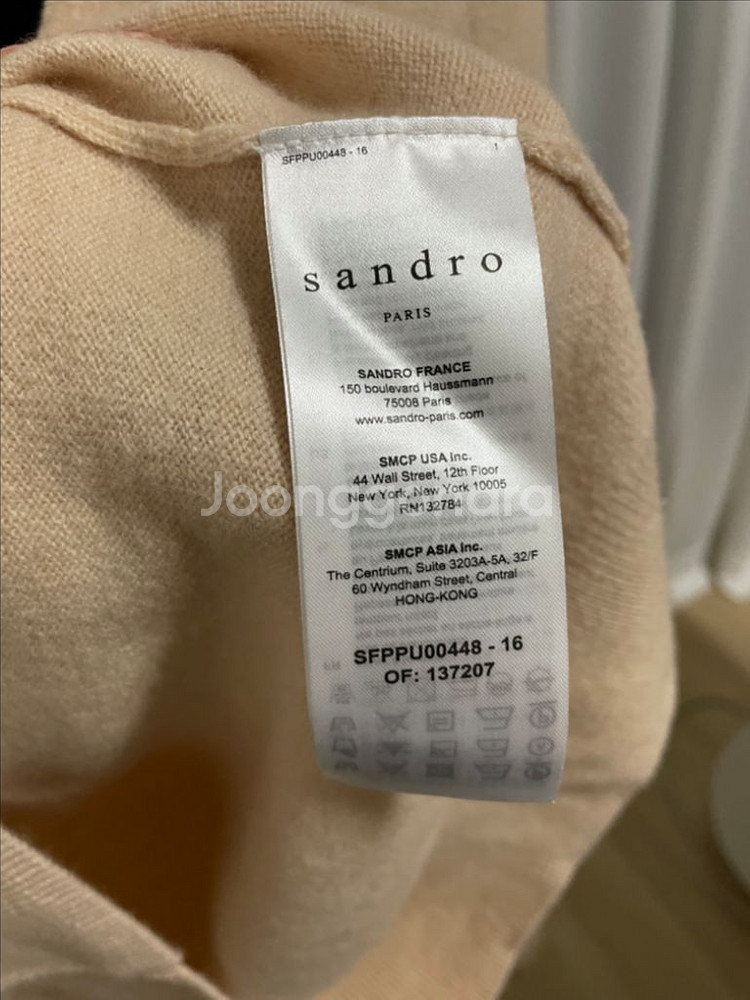 SFPPU00448 - 16
1
sandro
PARIS
SANDRO FRANCE
150 boulevard Haussmann
75008 Paris
www.sandro-paris.com
SMCP USA Inc.
44 Wall Street, 12th Floor
New York, New York 10005
RN132784
Joonggonara
SMCP ASIA Inc.
The Centrium, Suite 3203A-5A, 32/F
60 Wyndham Street, Central
HONG-KONG
SFPPU00448 - 16
OF: 137207